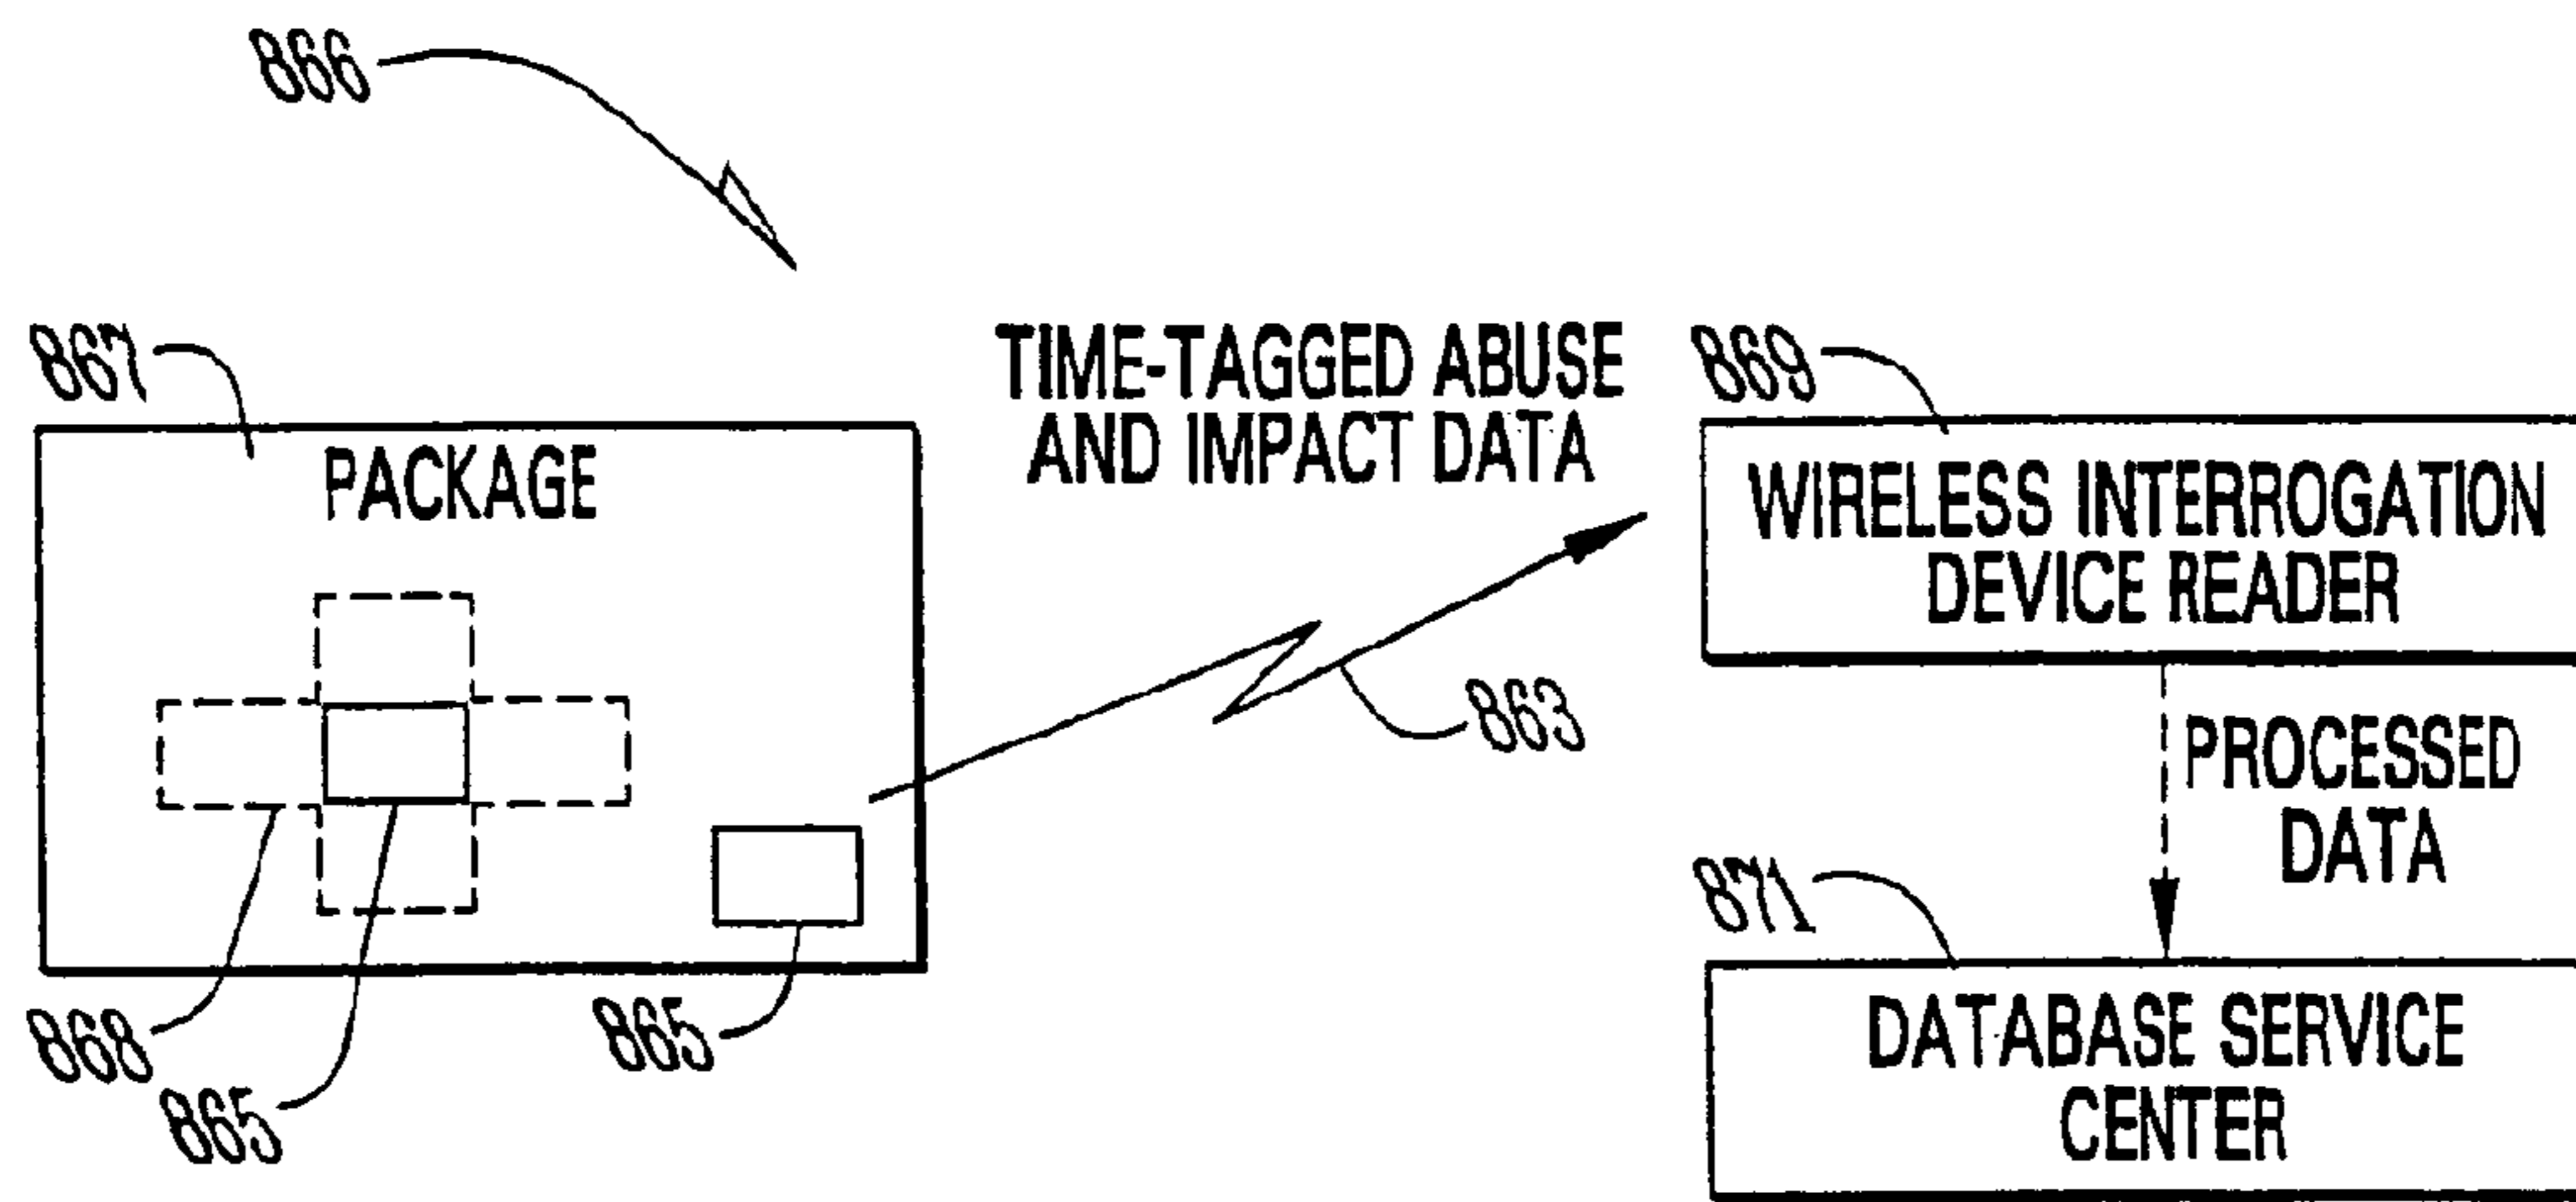 866
867
PACKAGE
868
865
865
TIME-TAGGED ABUSE
AND IMPACT DATA
863
869
WIRELESS INTERROGATION
DEVICE READER
PROCESSED
DATA
871
DATABASE SERVICE
CENTER